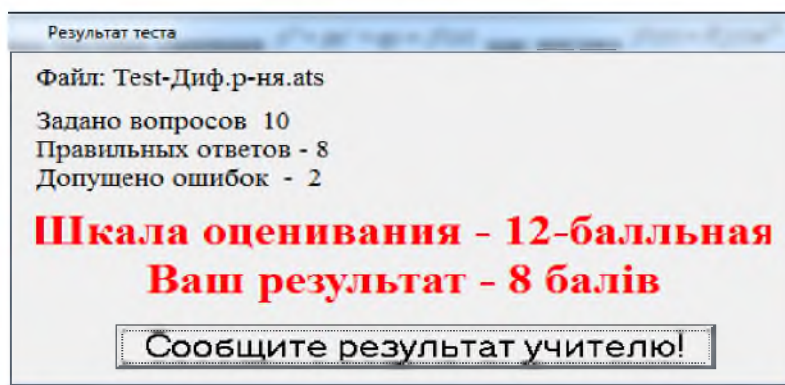 Результат теста
Файл: Test-Диф.р-ня.ats
Задано вопросов 10
Правильных ответов - 8
Допущено ошибок - 2
Шкала оценивания - 12-балльная
Ваш результат - 8 балів
Сообщите результат учителю!